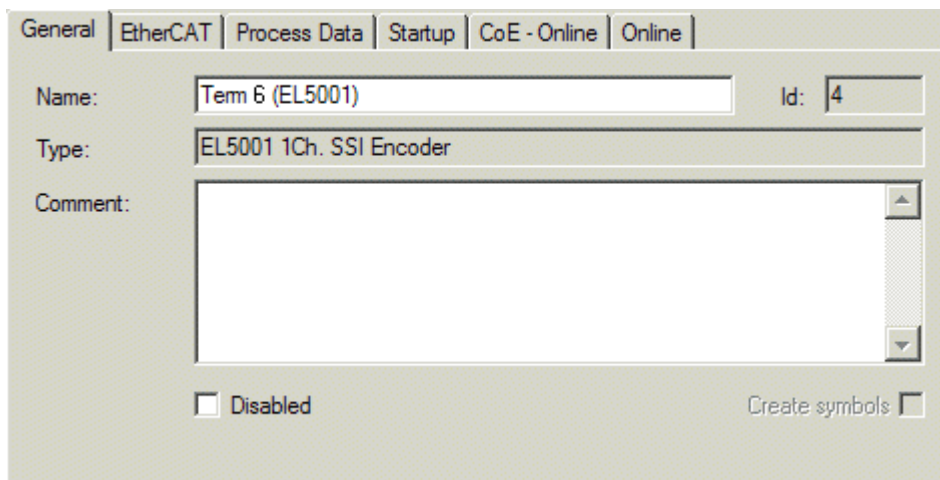 General EtherCAT Process Data Startup CoE - Online Online
Name: Term 6 (EL5001) Id: 4
Type: EL5001 1Ch. SSI Encoder
Comment:
Disabled Create symbols